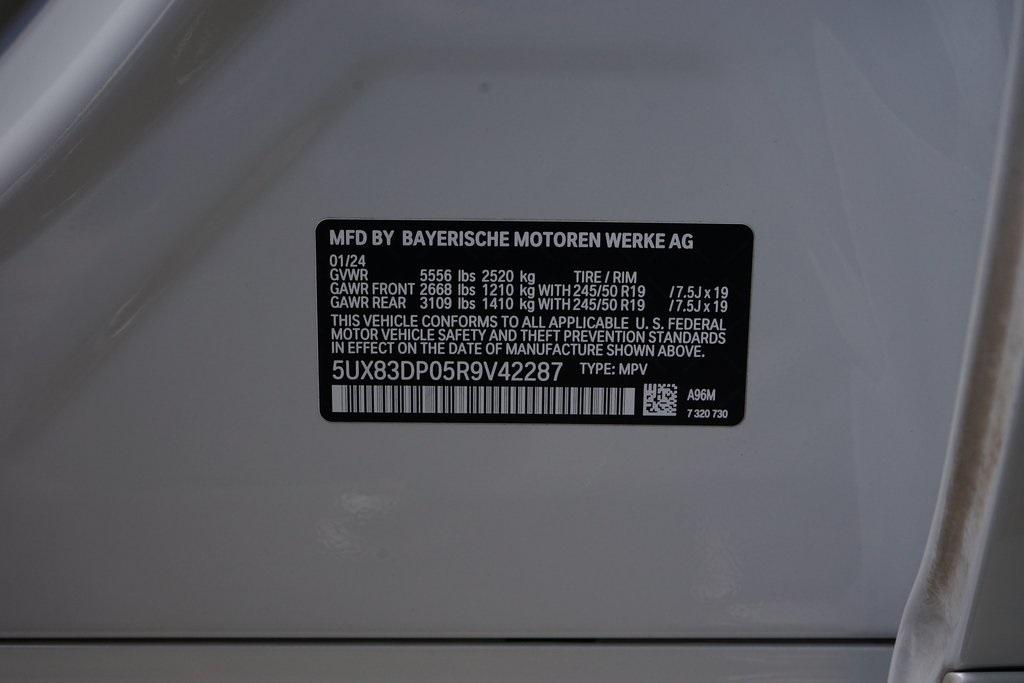 MFD BY BAYERISCHE MOTOREN WERKE AG
01/24
GVWR 5556 lbs 2520 kg TIRE / RIM
GAWR FRONT 2668 lbs 1210 kg WITH 245/50 R19 /7.5J x 19
GAWR REAR 3109 lbs 1410 kg WITH 245/50 R19 /7.5J x 19
THIS VEHICLE CONFORMS TO ALL APPLICABLE U. S. FEDERAL
MOTOR VEHICLE SAFETY AND THEFT PREVENTION STANDARDS
IN EFFECT ON THE DATE OF MANUFACTURE SHOWN ABOVE.
5UX83DP05R9V42287 TYPE: MPV
A96M
7 320 730